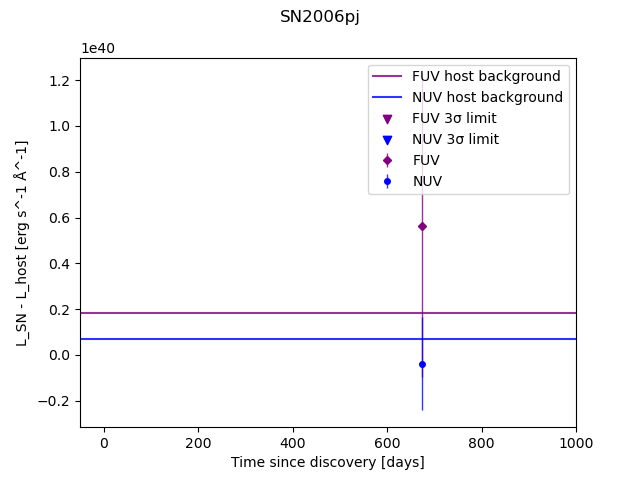 SN2006pj
1e40
FUV host background
NUV host background
FUV 3σ limit
NUV 3σ limit
FUV
NUV
1.2
1.0
0.8
0.6
0.4
0.2
0.0
−0.2
L_SN - L_host [erg s^-1 Å^-1]
0 200 400 600 800 1000
Time since discovery [days]